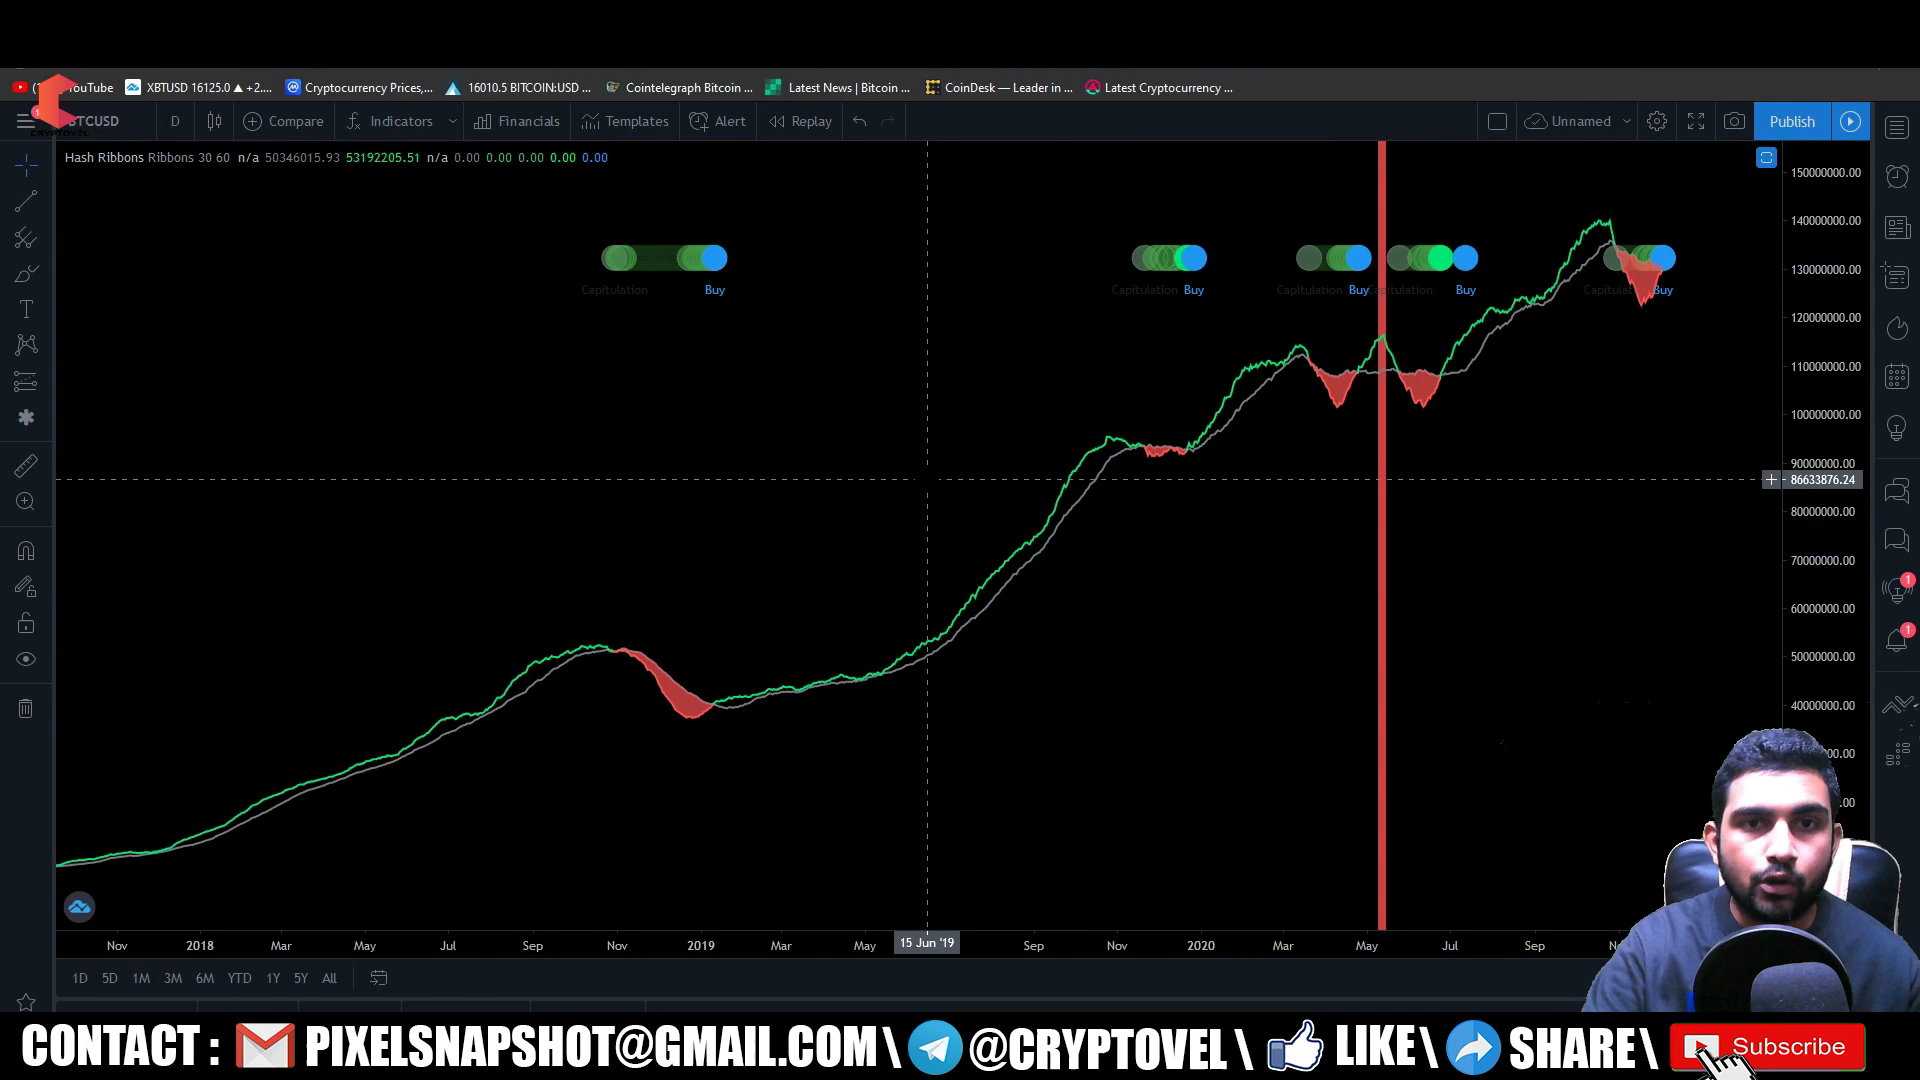 YouTube
XBTUSD 16125.0 ▲ +2....
Cryptocurrency Prices,...
16010.5 BITCOIN:USD ...
Cointelegraph Bitcoin ...
Latest News | Bitcoin ...
CoinDesk — Leader in ...
Latest Cryptocurrency ...
CRYPTOVEL
BTCUSD D Compare Indicators Financials Templates Alert Replay Unnamed Publish
Hash Ribbons Ribbons 30 60 n/a 50346015.93 53192205.51 n/a 0.00 0.00 0.00 0.00 0.00
150000000.00
140000000.00
130000000.00
120000000.00
110000000.00
100000000.00
90000000.00
86633876.24
80000000.00
70000000.00
60000000.00
50000000.00
40000000.00
Capitulation Buy
Capitulation Buy
Capitulation Buy
Buy
Buy
1
1
Nov 2018 Mar May Jul Sep Nov 2019 Mar May 15 Jun '19 Sep Nov 2020 Mar May Jul Sep
1D 5D 1M 3M 6M YTD 1Y 5Y All
CONTACT : PIXELSNAPSHOT@GMAIL.COM \ @CRYPTOVEL \ LIKE\ SHARE\ Subscribe